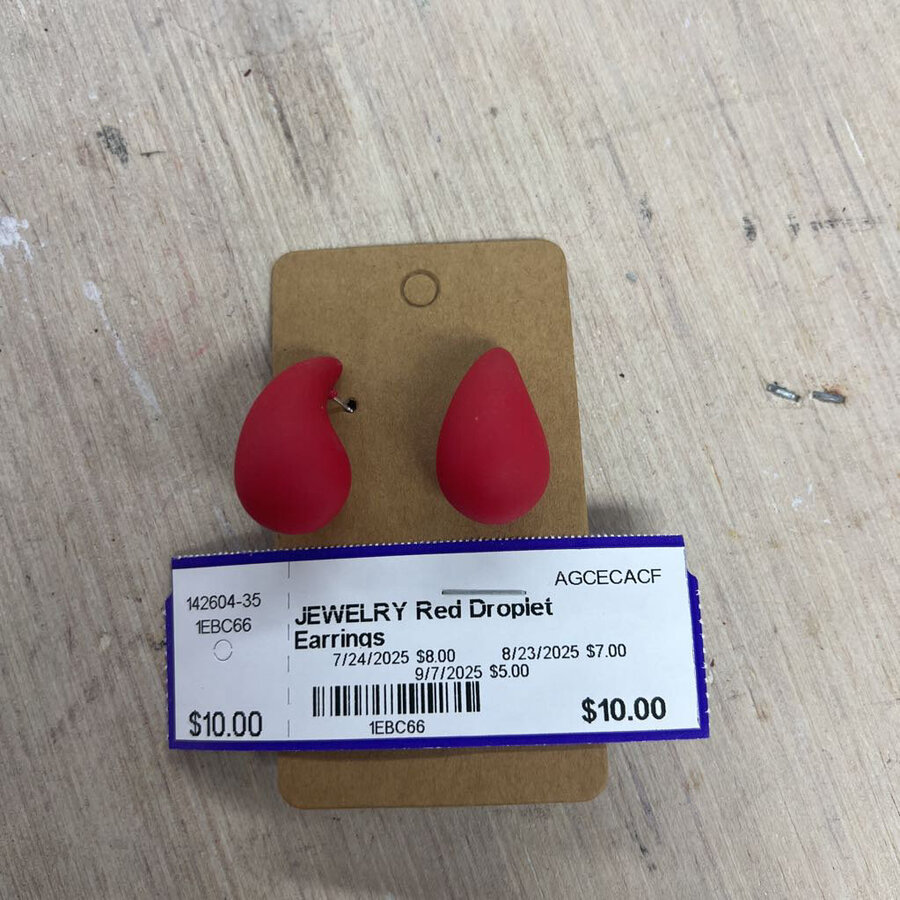 142604-35
1EBC66
$10.00
AGCECACF
JEWELRY Red Droplet
Earrings
7/24/2025 $8.00 8/23/2025 $7.00
9/7/2025 $5.00
1EBC66
$10.00